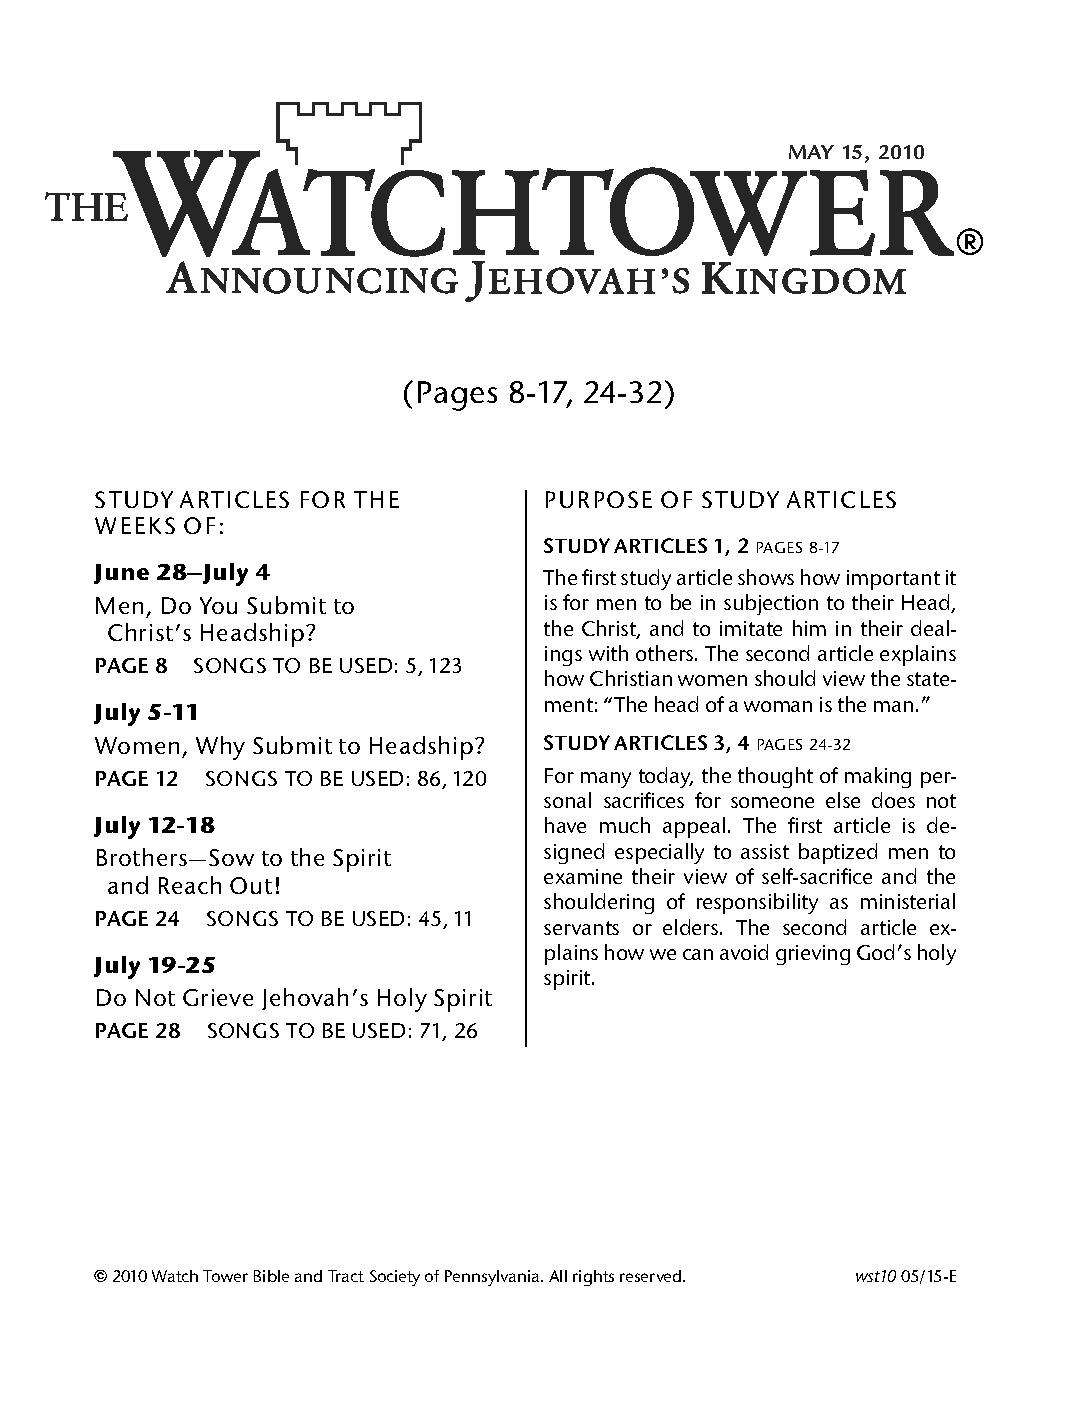 MAY 15, 2010
THE WATCHTOWER®
ANNOUNCING JEHOVAH’S KINGDOM
(Pages 8-17, 24-32)
STUDY ARTICLES FOR THE
WEEKS OF:
June 28–July 4
Men, Do You Submit to
Christ’s Headship?
PAGE 8 SONGS TO BE USED: 5, 123
July 5-11
Women, Why Submit to Headship?
PAGE 12 SONGS TO BE USED: 86, 120
July 12-18
Brothers—Sow to the Spirit
and Reach Out!
PAGE 24 SONGS TO BE USED: 45, 11
July 19-25
Do Not Grieve Jehovah’s Holy Spirit
PAGE 28 SONGS TO BE USED: 71, 26
PURPOSE OF STUDY ARTICLES
STUDY ARTICLES 1, 2 PAGES 8-17
The first study article shows how important it
is for men to be in subjection to their Head,
the Christ, and to imitate him in their deal-
ings with others. The second article explains
how Christian women should view the state-
ment: “The head of a woman is the man.”
STUDY ARTICLES 3, 4 PAGES 24-32
For many today, the thought of making per-
sonal sacrifices for someone else does not
have much appeal. The first article is de-
signed especially to assist baptized men to
examine their view of self-sacrifice and the
shouldering of responsibility as ministerial
servants or elders. The second article ex-
plains how we can avoid grieving God’s holy
spirit.
© 2010 Watch Tower Bible and Tract Society of Pennsylvania. All rights reserved.
wst10 05/15-E